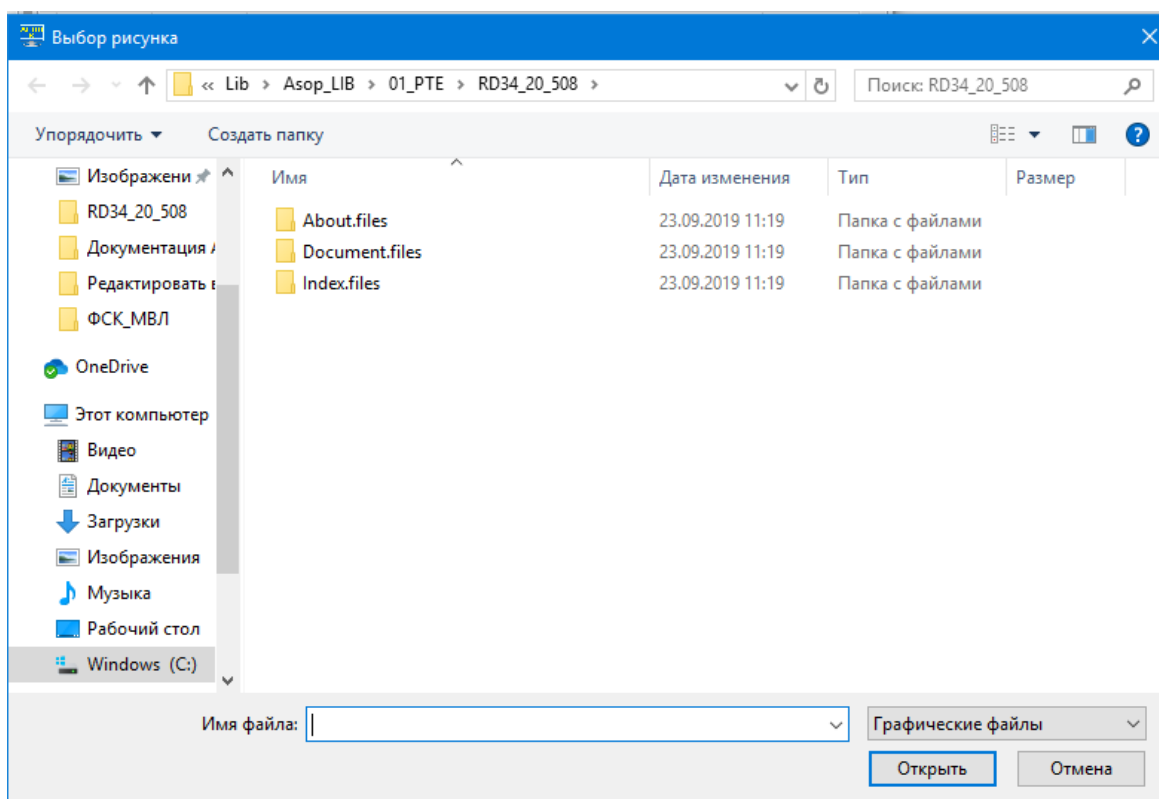 Выбор рисунка
« Lib > Asop_LIB > 01_PTE > RD34_20_508 >
Поиск: RD34_20_508
Упорядочить
Создать папку
Изображени
RD34_20_508
Документация
Редактировать
ФСК_МВЛ
OneDrive
Этот компьютер
Видео
Документы
Загрузки
Изображения
Музыка
Рабочий стол
Windows (C:)
Имя Дата изменения Тип Размер
About.files 23.09.2019 11:19 Папка с файлами
Document.files 23.09.2019 11:19 Папка с файлами
Index.files 23.09.2019 11:19 Папка с файлами
Имя файла:
Графические файлы
Открыть Отмена